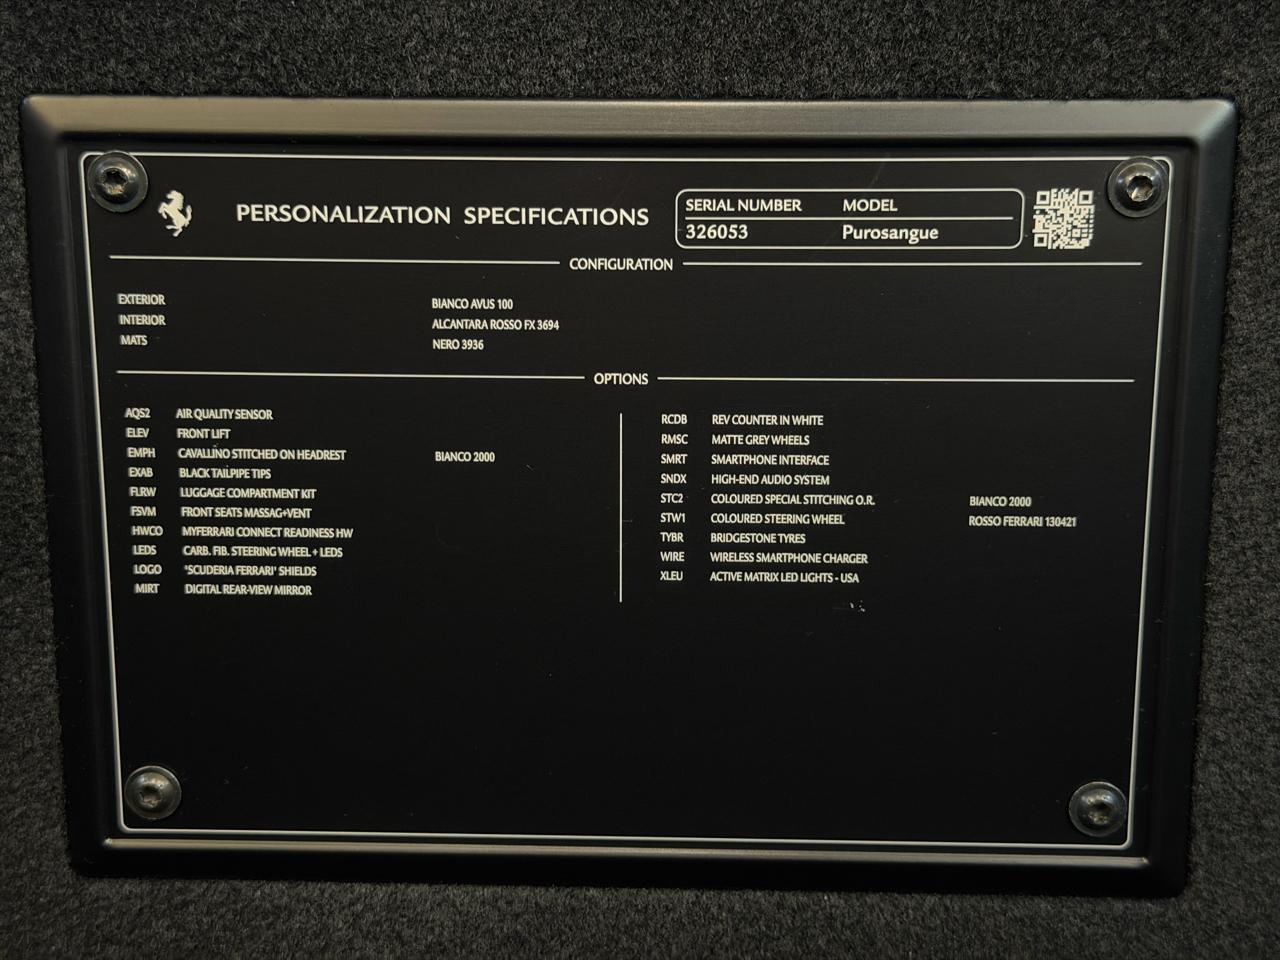 PERSONALIZATION SPECIFICATIONS
SERIAL NUMBER MODEL
326053 Purosangue
CONFIGURATION
EXTERIOR BIANCO AVUS 100
INTERIOR ALCANTARA ROSSO FX 3694
MATS NERO 3936
OPTIONS
AQS2 AIR QUALITY SENSOR
ELEV FRONT LIFT
EMPH CAVALLINO STITCHED ON HEADREST BIANCO 2000
EXAB BLACK TAILPIPE TIPS
FLRW LUGGAGE COMPARTMENT KIT
FSVM FRONT SEATS MASSAG+VENT
HWCO MYFERRARI CONNECT READINESS HW
LEDS CARB. FIB. STEERING WHEEL + LEDS
LOGO "SCUDERIA FERRARI" SHIELDS
MIRT DIGITAL REAR-VIEW MIRROR
RCDB REV COUNTER IN WHITE
RMSC MATTE GREY WHEELS
SMRT SMARTPHONE INTERFACE
SNDX HIGH-END AUDIO SYSTEM
STC2 COLOURED SPECIAL STITCHING O.R. BIANCO 2000
STW1 COLOURED STEERING WHEEL ROSSO FERRARI 130421
TYBR BRIDGESTONE TYRES
WIRE WIRELESS SMARTPHONE CHARGER
XLEU ACTIVE MATRIX LED LIGHTS - USA